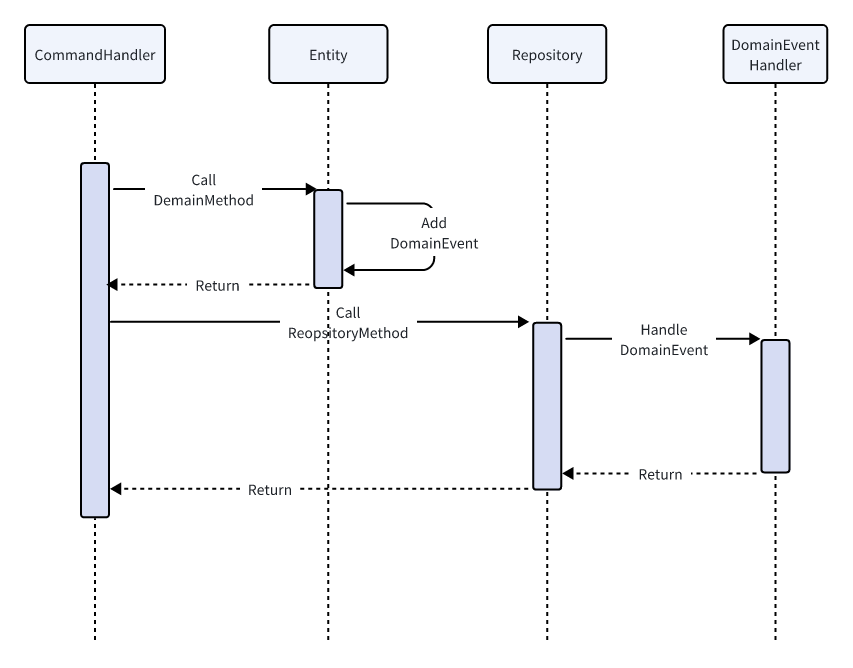 CommandHandler
Entity
Repository
DomainEvent
Handler
Call
DemainMethod
Add
DomainEvent
Return
Call
ReopsitoryMethod
Handle
DomainEvent
Return
Return